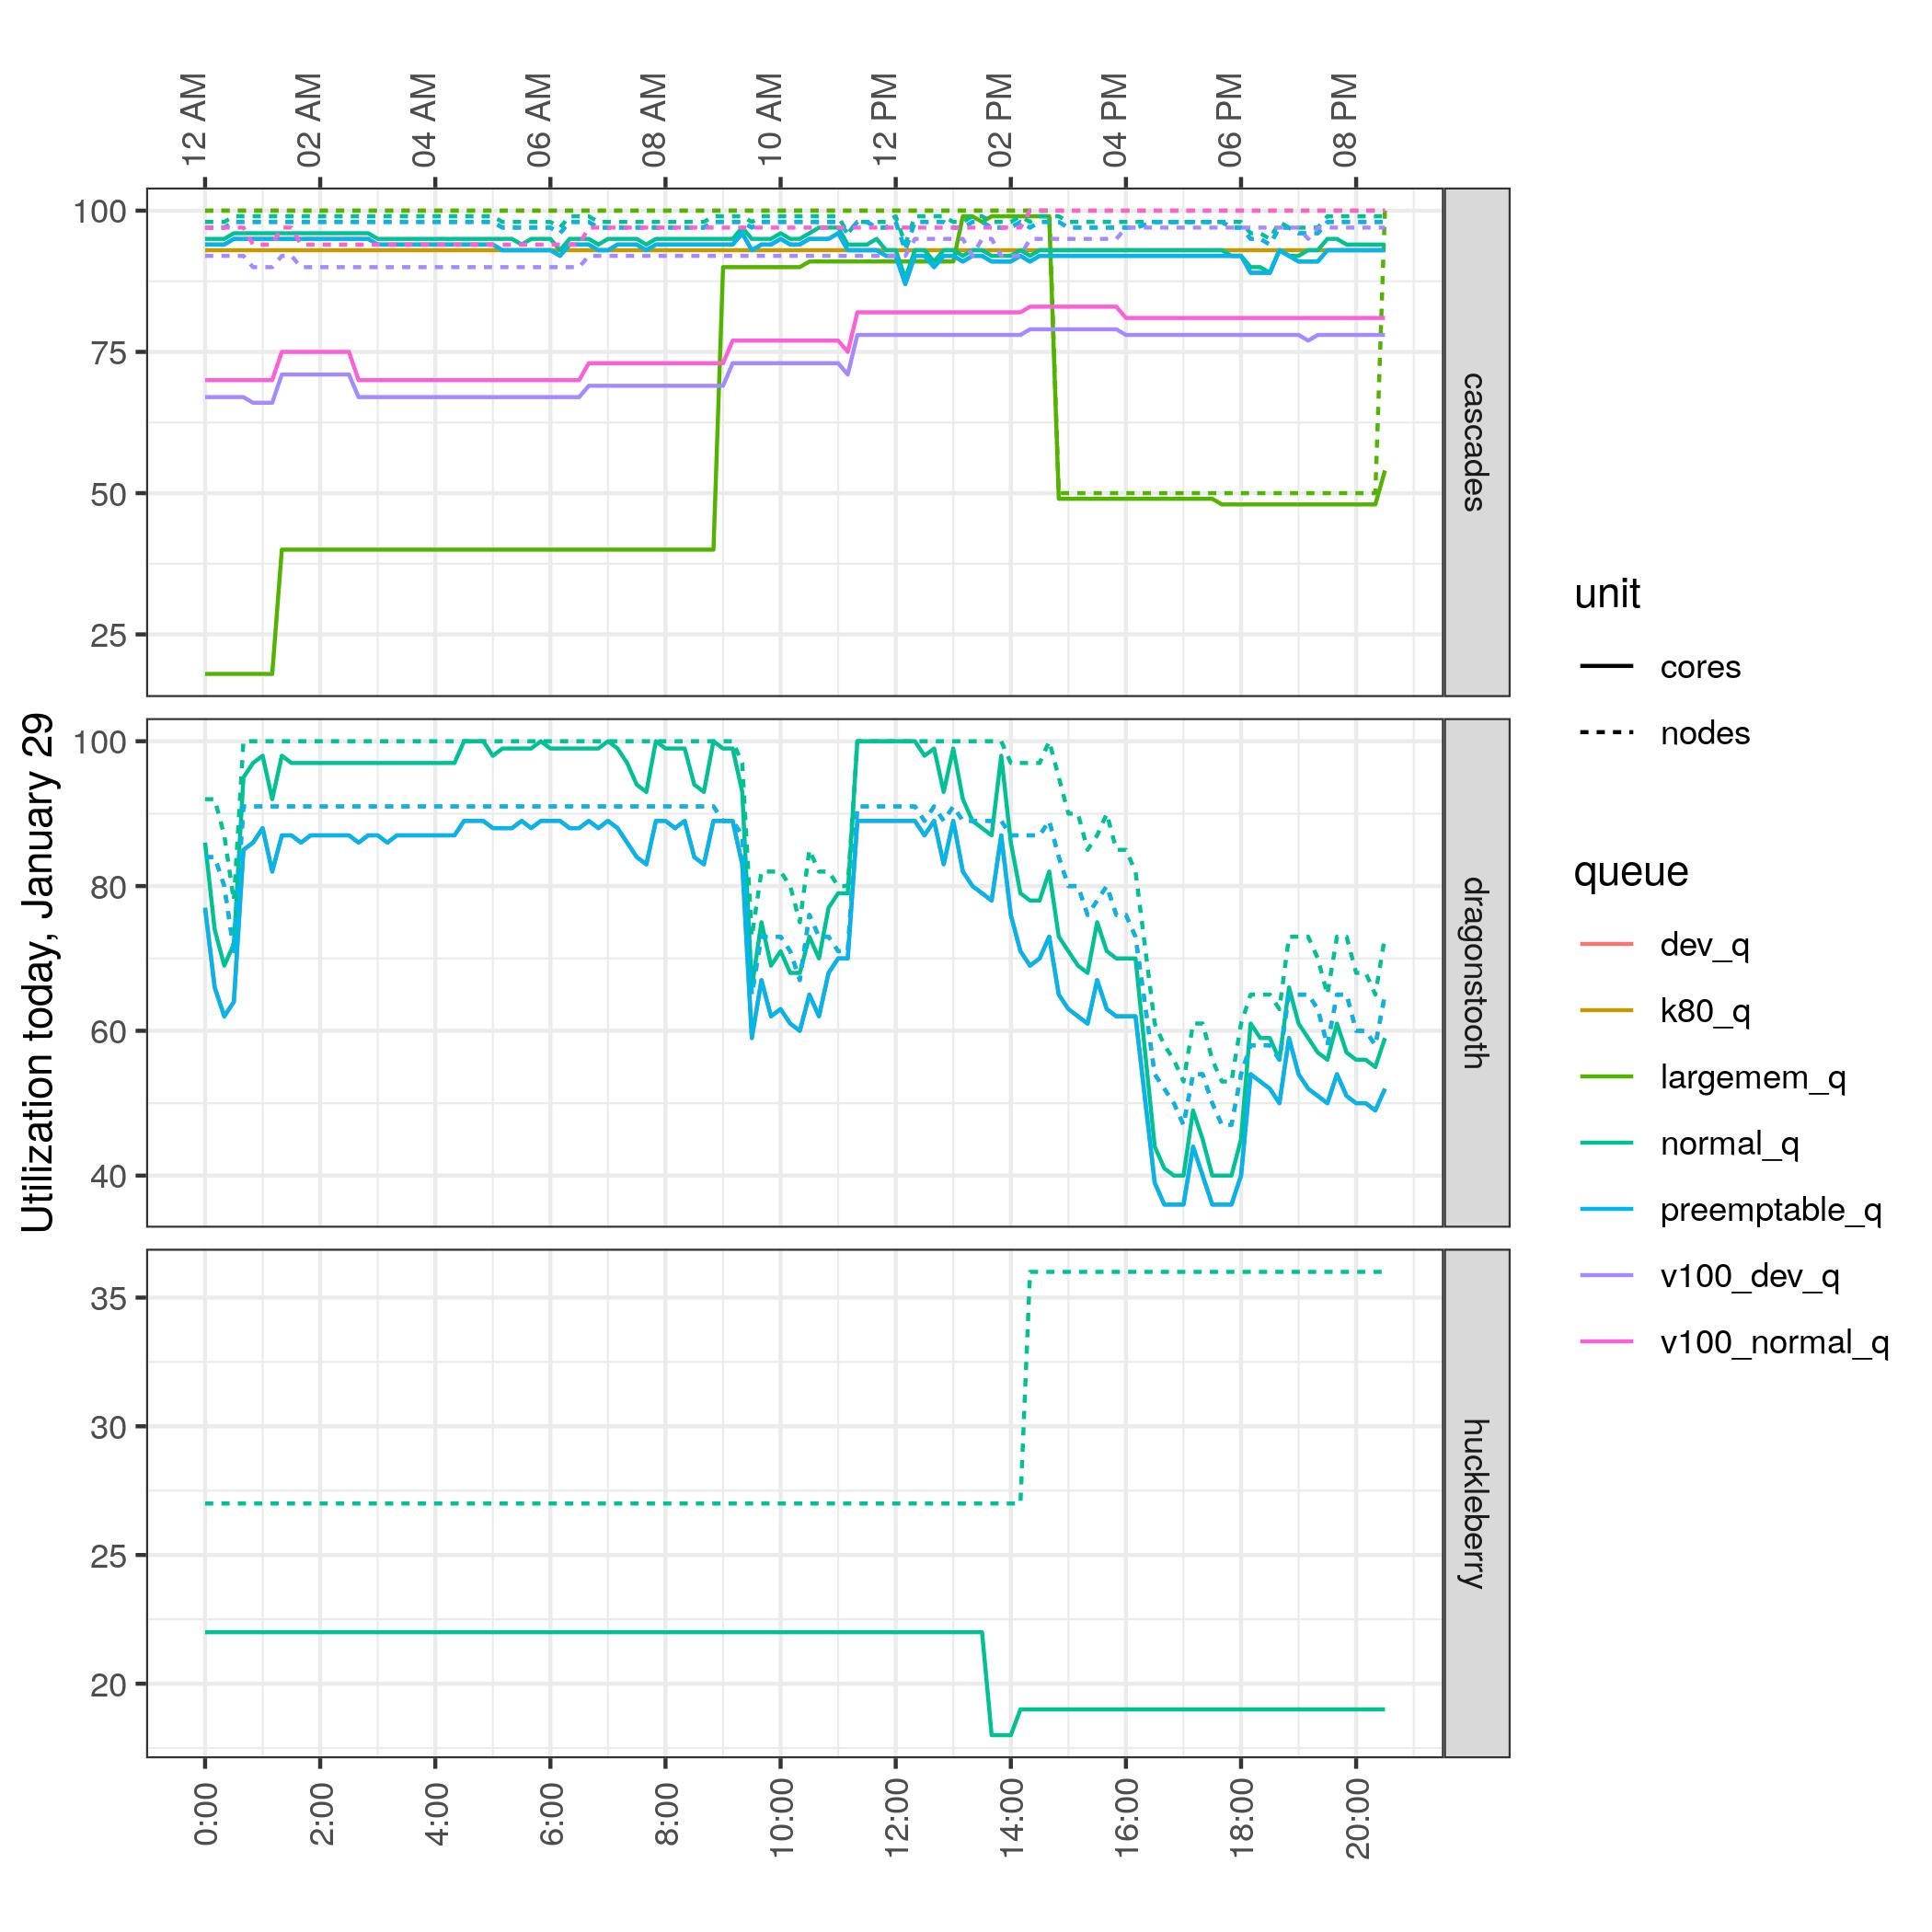 12 AM
02 AM
04 AM
06 AM
08 AM
10 AM
12 PM
02 PM
04 PM
06 PM
08 PM
Utilization today, January 29
100
75
50
25
cascades
100
80
60
40
dragonstooth
35
30
25
20
huckleberry
0:00
2:00
4:00
6:00
8:00
10:00
12:00
14:00
16:00
18:00
20:00
unit
cores
nodes
queue
dev_q
k80_q
largemem_q
normal_q
preemptable_q
v100_dev_q
v100_normal_q